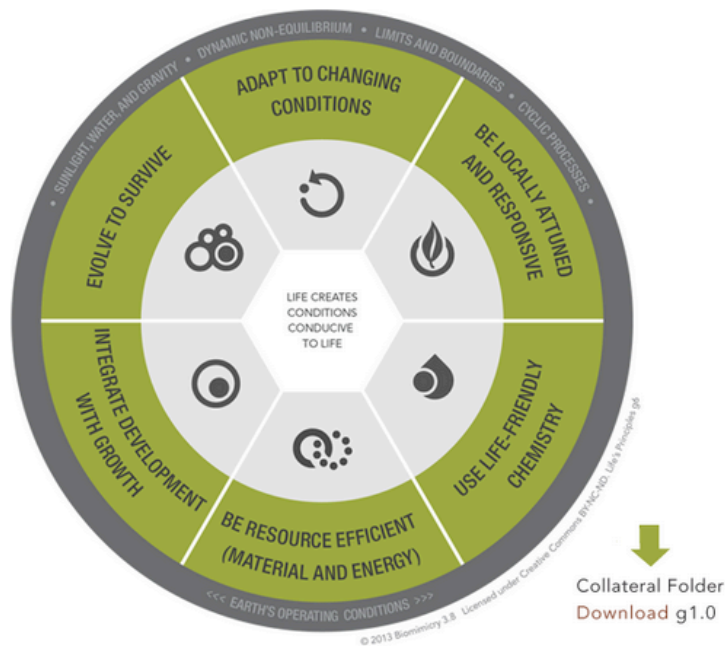 • SUNLIGHT, WATER, AND GRAVITY • DYNAMIC NON-EQUILIBRIUM • LIMITS AND BOUNDARIES • CYCLIC PROCESSES •
ADAPT TO CHANGING
CONDITIONS
BE LOCALLY ATTUNED
AND RESPONSIVE
USE LIFE-FRIENDLY
CHEMISTRY
BE RESOURCE EFFICIENT
(MATERIAL AND ENERGY)
INTEGRATE DEVELOPMENT
WITH GROWTH
EVOLVE TO SURVIVE
LIFE CREATES
CONDITIONS
CONDUCIVE
TO LIFE
<<< EARTH'S OPERATING CONDITIONS >>>
© 2013 Biomimicry 3.8 Licensed under Creative Commons BY-NC-ND. Life's Principles g6
Collateral Folder
Download g1.0